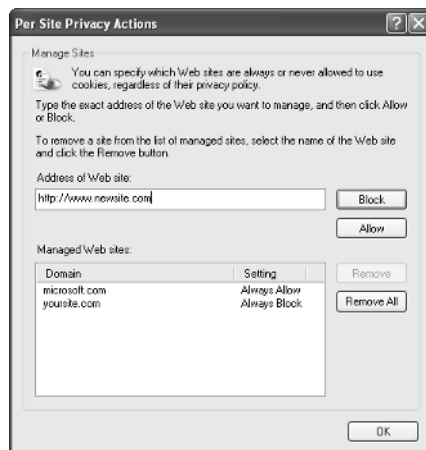 Per Site Privacy Actions
Manage Sites
You can specify which Web sites are always or never allowed to use
cookies, regardless of their privacy policy.
Type the exact address of the Web site you want to manage, and then click Allow
or Block.
To remove a site from the list of managed sites, select the name of the Web site
and click the Remove button.
Address of Web site:
http://www.newsite.com
Block
Allow
Managed Web sites:
Domain Setting
Remove
microsoft.com Always Allow
yoursite.com Always Block
Remove All
OK